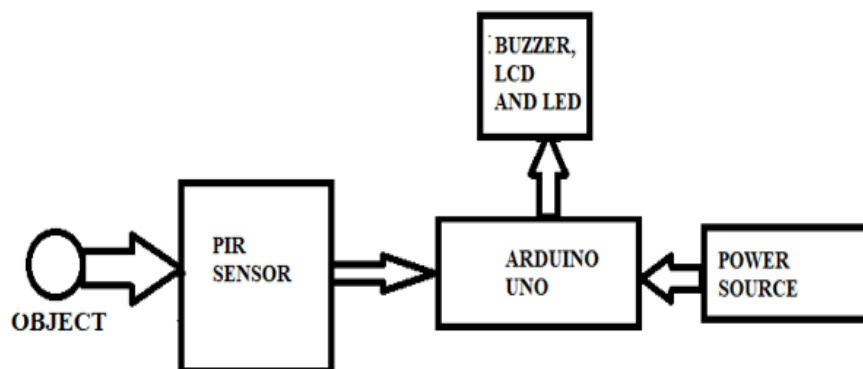 BUZZER,
LCD
AND LED
PIR
SENSOR
ARDUINO
UNO
POWER
SOURCE
OBJECT